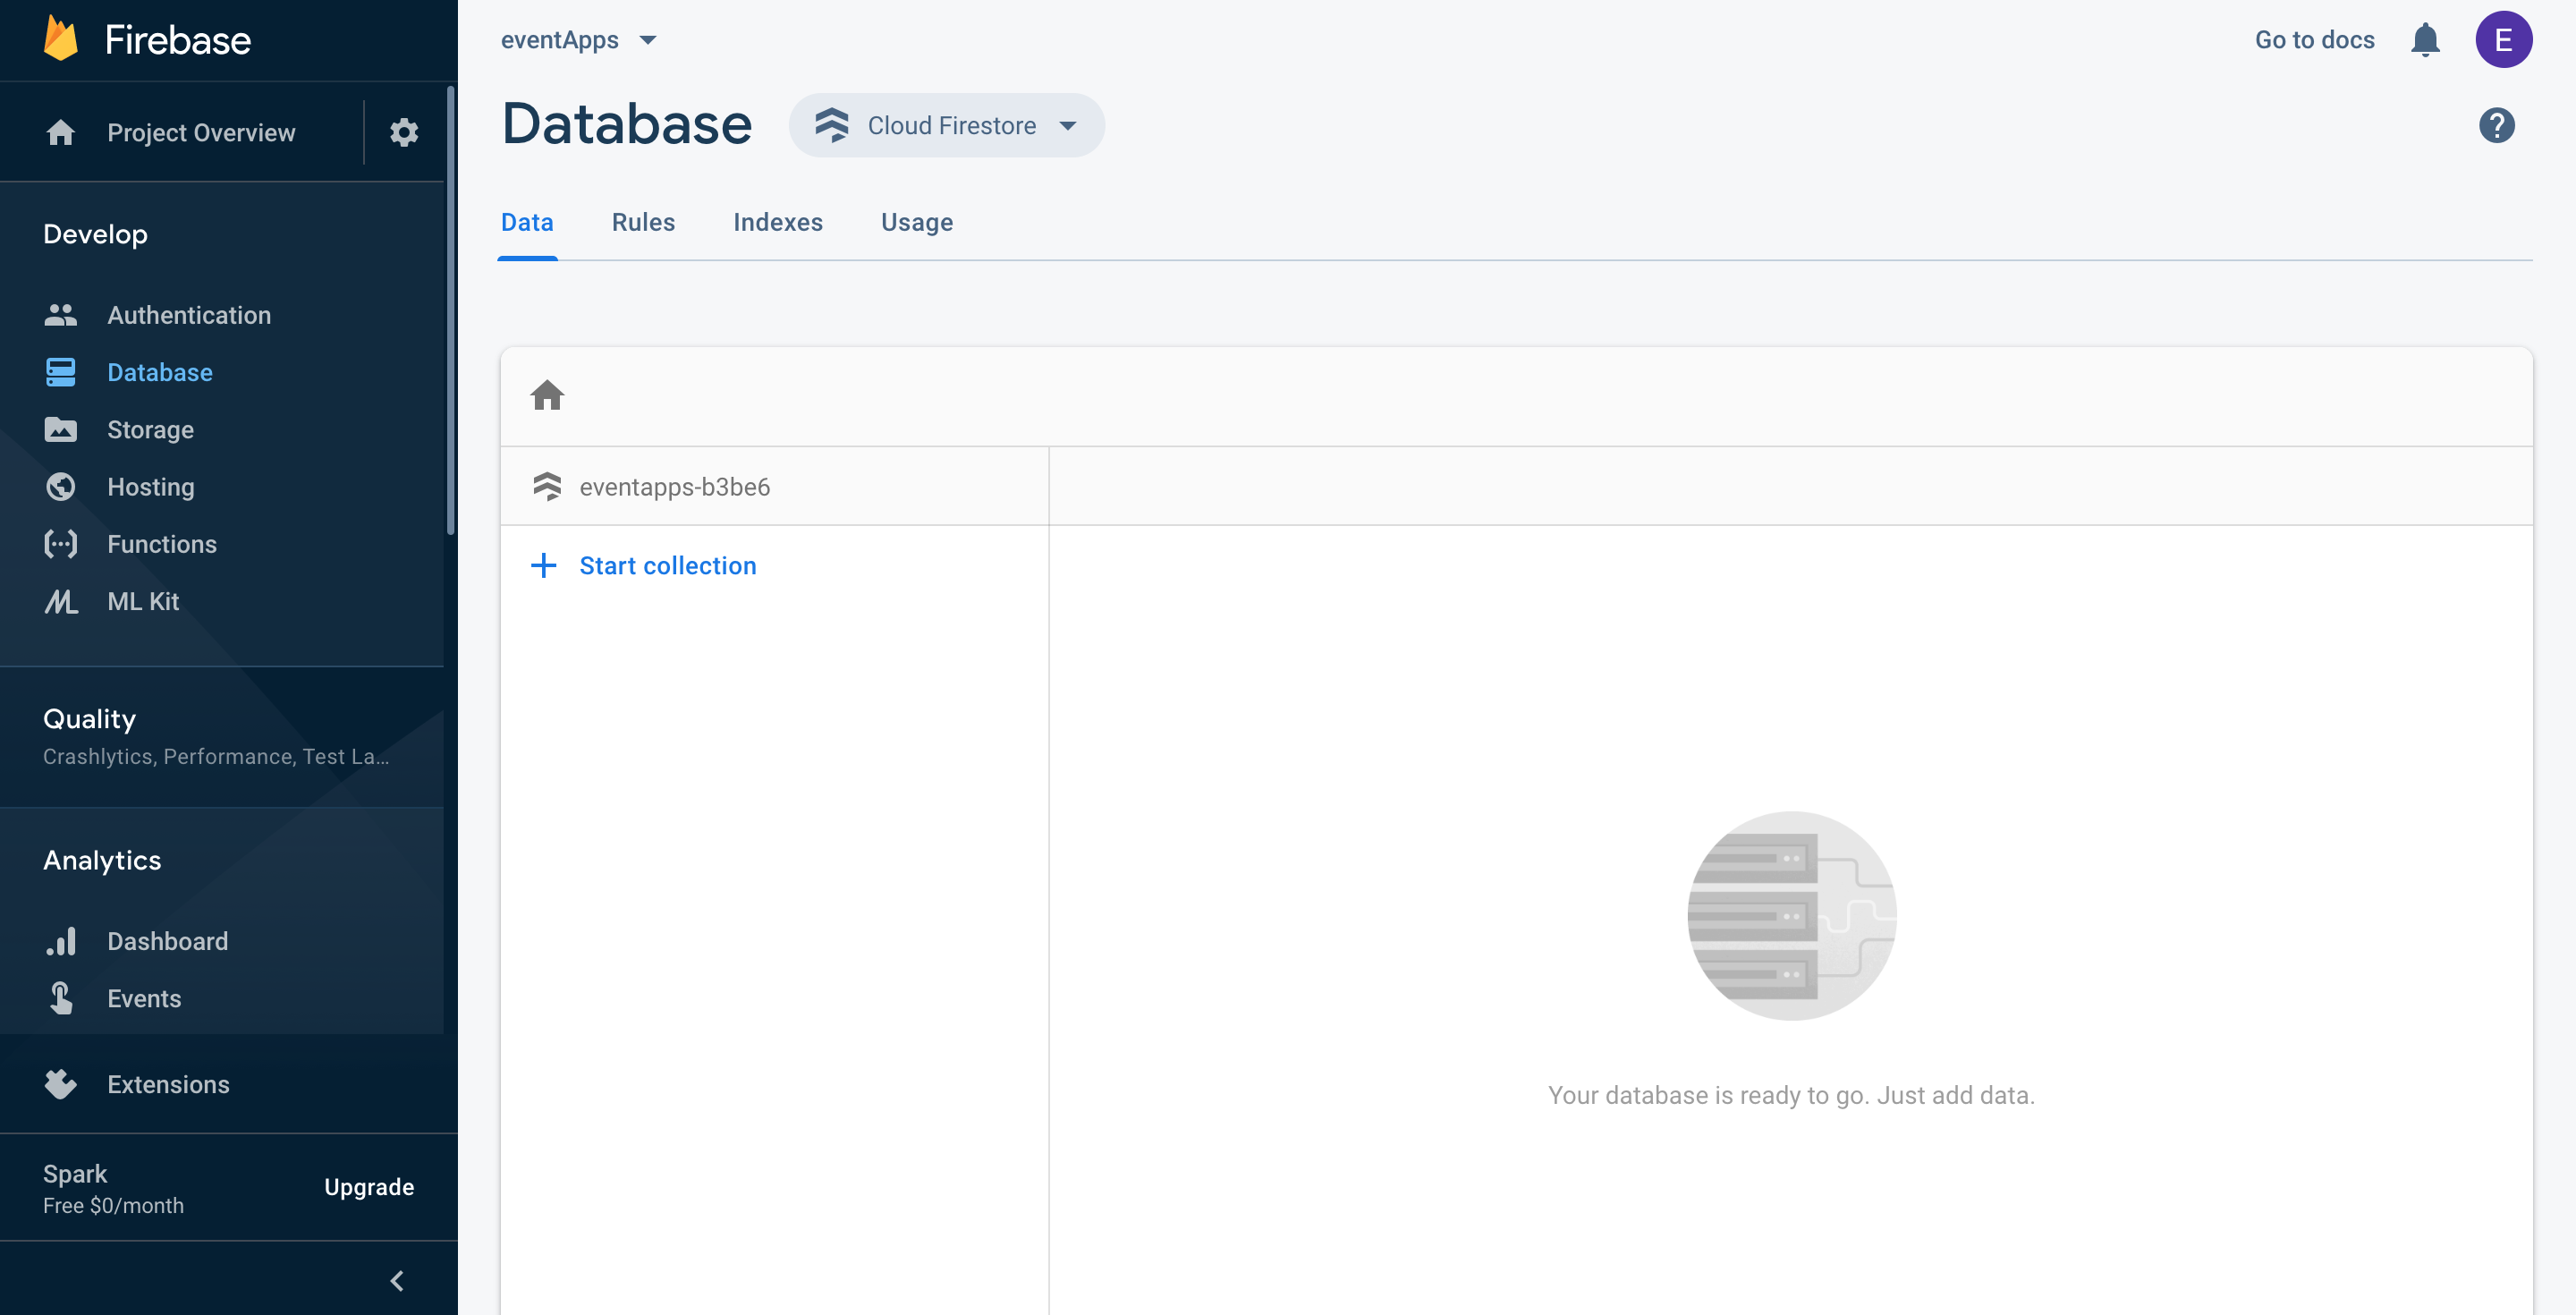 Firebase
Project Overview
Develop
Authentication
Database
Storage
Hosting
Functions
ML Kit
Quality
Crashlytics, Performance, Test La...
Analytics
Dashboard
Events
Extensions
Spark
Free $0/month
Upgrade
eventApps
Go to docs
E
Database
Cloud Firestore
?
Data Rules Indexes Usage
eventapps-b3be6
+ Start collection
Your database is ready to go. Just add data.